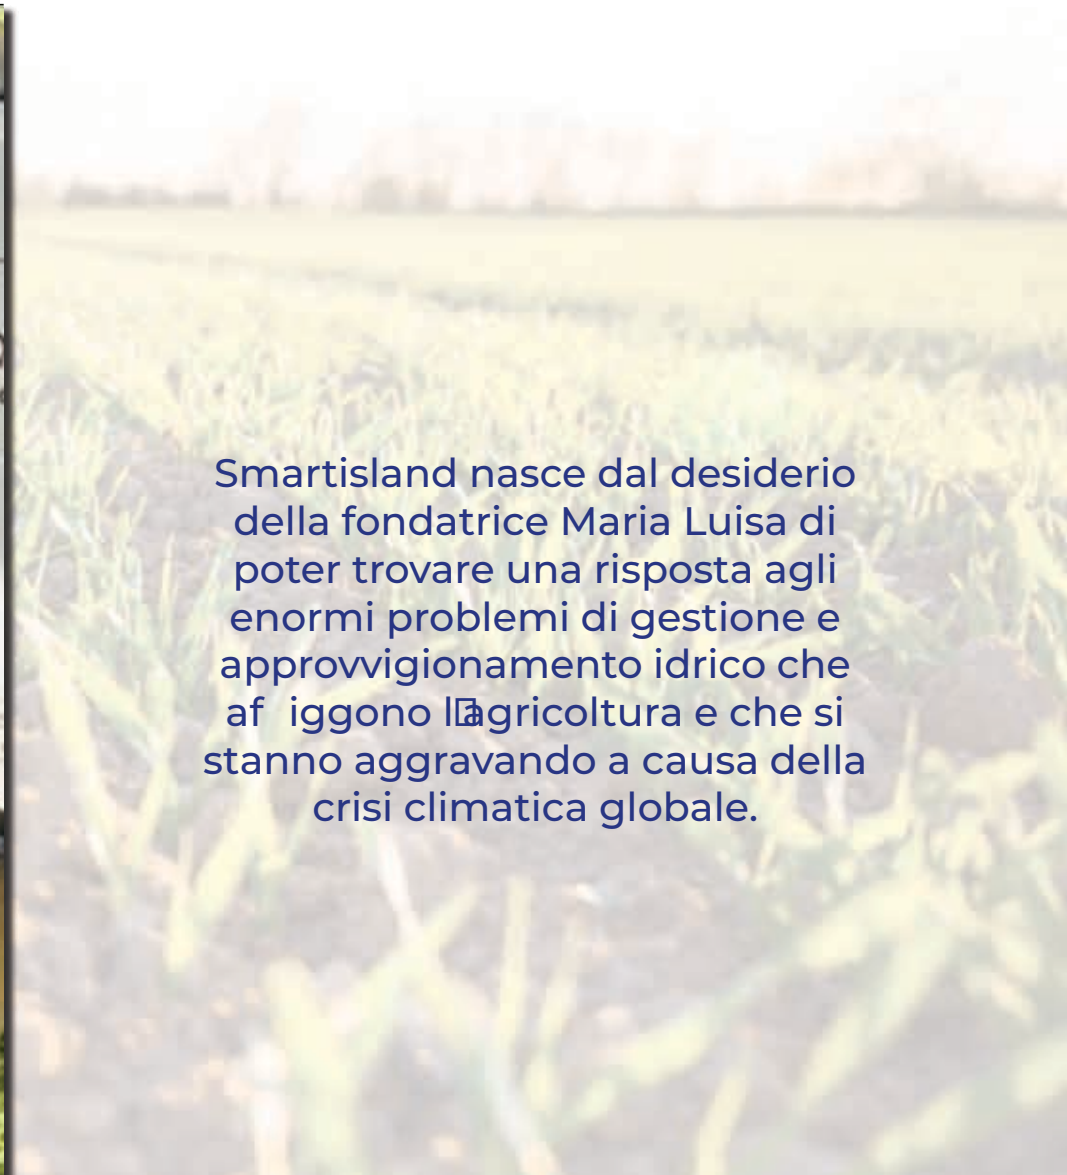 Smartisland nasce dal desiderio
della fondatrice Maria Luisa di
poter trovare una risposta agli
enormi problemi di gestione e
approvvigionamento idrico che
af  iggono l□agricoltura e che si
stanno aggravando a causa della
crisi climatica globale.